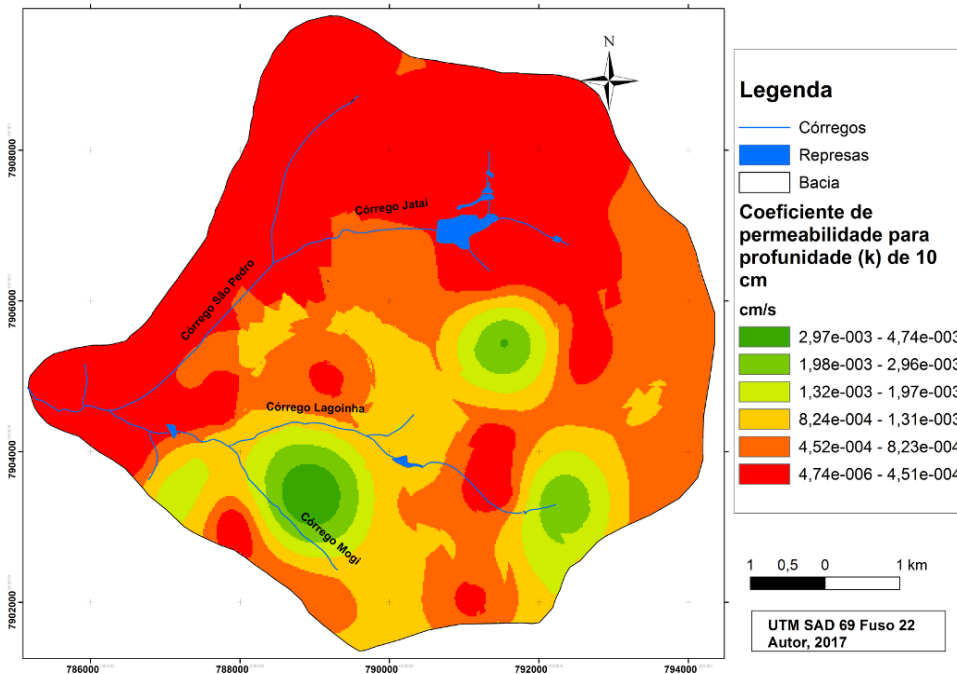 N
Córrego Jataí
Córrego São Pedro
Córrego Lagoinha
Córrego Mogi
7908000
7906000
7904000
7902000
786000
788000
790000
792000
794000
Legenda
Córregos
Represas
Bacia
Coeficiente de
permeabilidade para
profunidade (k) de 10
cm
cm/s
2,97e-003 - 4,74e-003
1,98e-003 - 2,96e-003
1,32e-003 - 1,97e-003
8,24e-004 - 1,31e-003
4,52e-004 - 8,23e-004
4,74e-006 - 4,51e-004
1 0,5 0 1 km
UTM SAD 69 Fuso 22
Autor, 2017